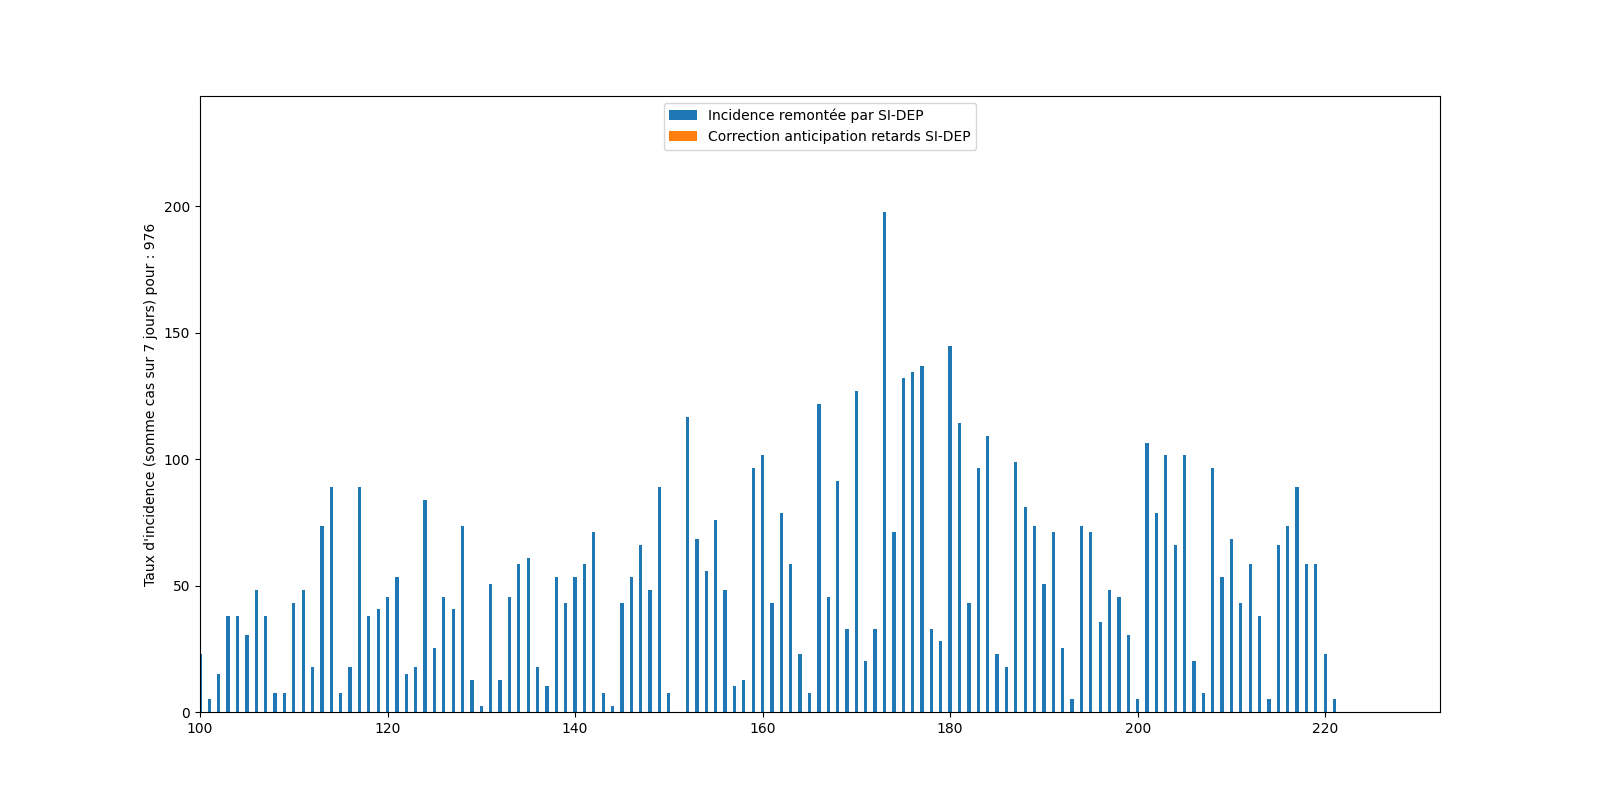 Incidence remontée par SI-DEP
Correction anticipation retards SI-DEP
Taux d'incidence (somme cas sur 7 jours) pour : 976
200
150
100
50
0
100 120 140 160 180 200 220